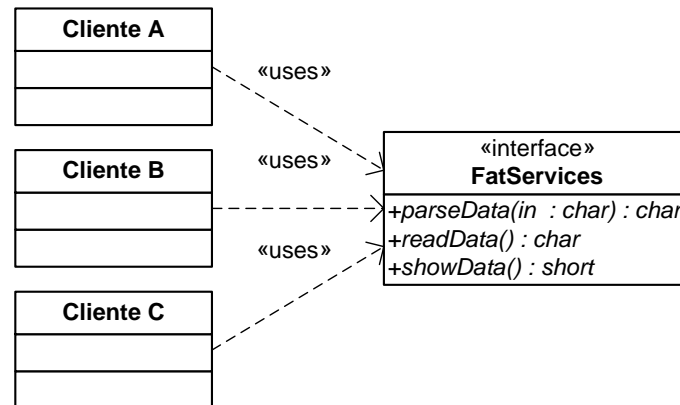 Cliente A
«uses»
Cliente B
«uses»
«interface»
FatServices
+parseData(in : char) : char
+readData() : char
+showData() : short
«uses»
Cliente C